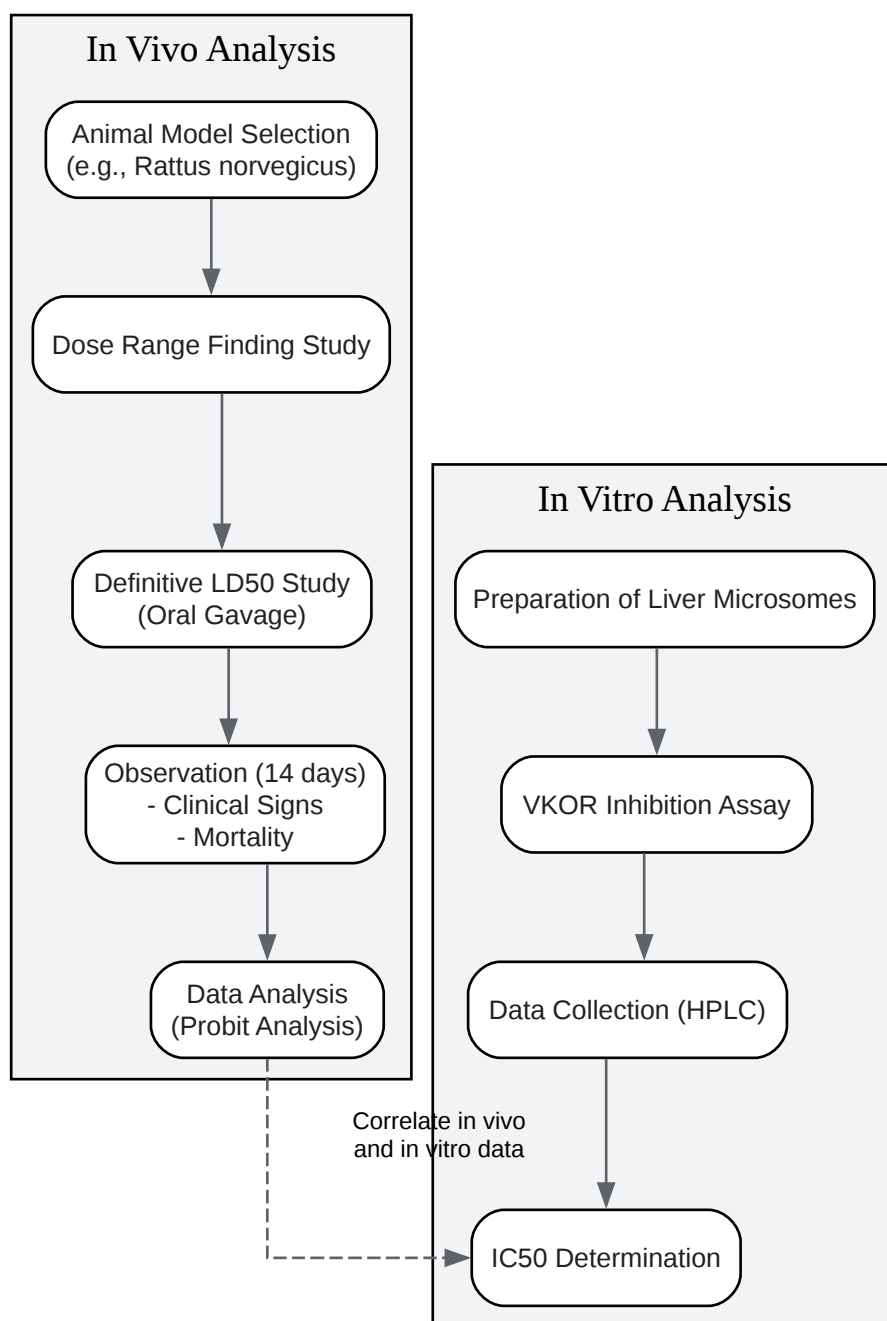 In Vivo Analysis
Animal Model Selection
(e.g., Rattus norvegicus)
Dose Range Finding Study
Definitive LD50 Study
(Oral Gavage)
Observation (14 days)
- Clinical Signs
- Mortality
Data Analysis
(Probit Analysis)
Correlate in vivo
and in vitro data
In Vitro Analysis
Preparation of Liver Microsomes
VKOR Inhibition Assay
Data Collection (HPLC)
IC50 Determination